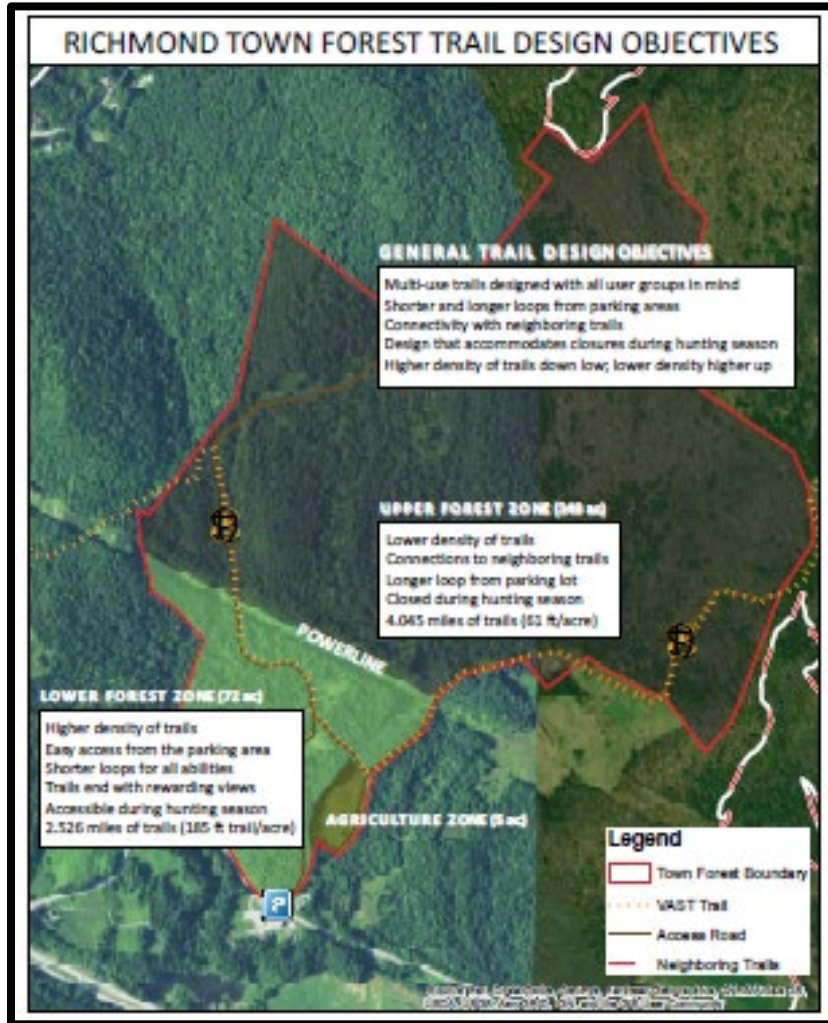 RICHMOND TOWN FOREST TRAIL DESIGN OBJECTIVES
GENERAL TRAIL DESIGN OBJECTIVES
Multi-use trails designed with all user groups in mind
Shorter and longer loops from parking areas
Connectivity with neighboring trails
Design that accommodates closures during hunting season
Higher density of trails down low; lower density higher up
UPPER FOREST ZONE (348 ac)
Lower density of trails
Connections to neighboring trails
Longer loop from parking lot
Closed during hunting season
4.045 miles of trails (61 ft/acre)
POWERLINE
LOWER FOREST ZONE (72 ac)
Higher density of trails
Easy access from the parking area
Shorter loops for all abilities
Trails end with rewarding views
Accessible during hunting season
2.526 miles of trails (185 ft trail/acre)
AGRICULTURE ZONE (5 ac)
P
Legend
Town Forest Boundary
VAST Trail
Access Road
Neighboring Trails